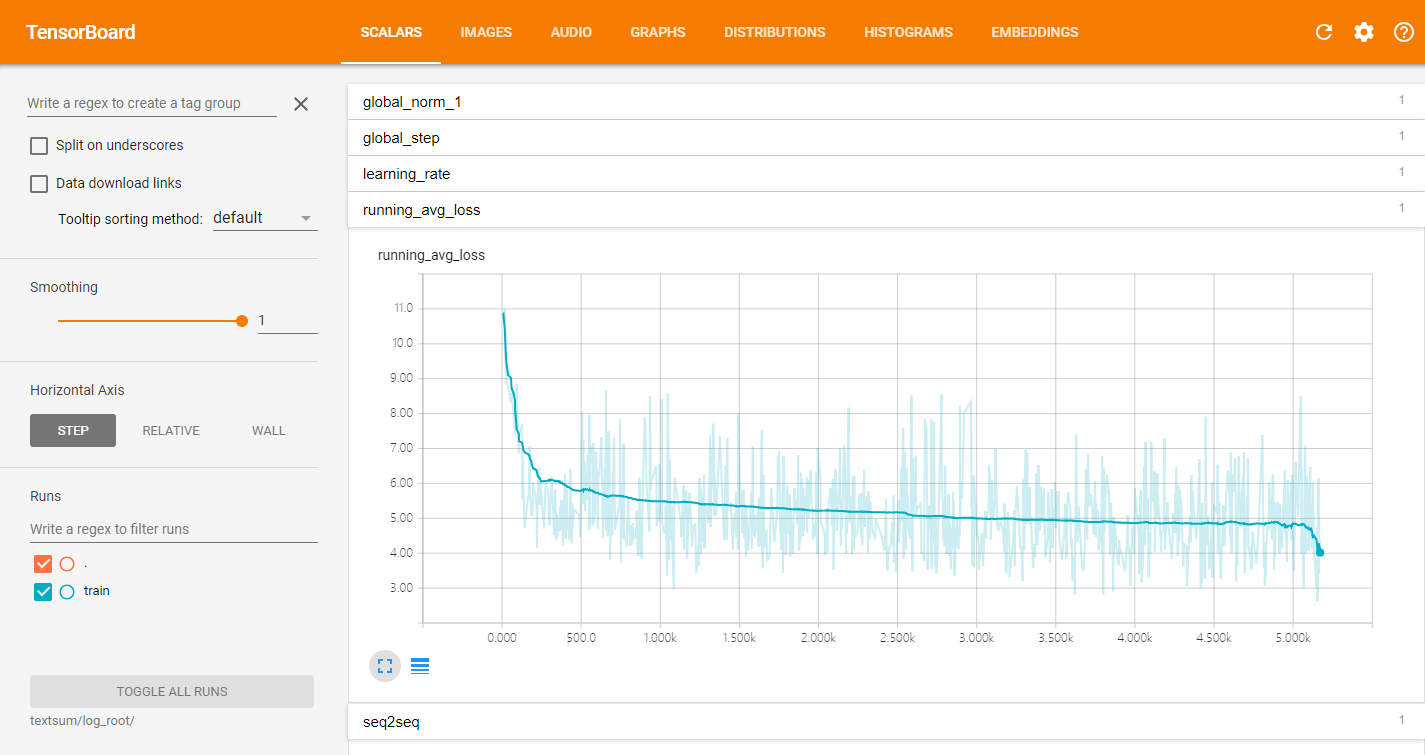 TensorBoard
SCALARS IMAGES AUDIO GRAPHS DISTRIBUTIONS HISTOGRAMS EMBEDDINGS
Write a regex to create a tag group
Split on underscores
Data download links
Tooltip sorting method: default
Smoothing
1
Horizontal Axis
STEP RELATIVE WALL
Runs
Write a regex to filter runs
.
train
TOGGLE ALL RUNS
textsum/log_root/
global_norm_1 1
global_step 1
learning_rate 1
running_avg_loss 1
running_avg_loss
11.0
10.0
9.00
8.00
7.00
6.00
5.00
4.00
3.00
0.000 500.0 1.000k 1.500k 2.000k 2.500k 3.000k 3.500k 4.000k 4.500k 5.000k
seq2seq 1